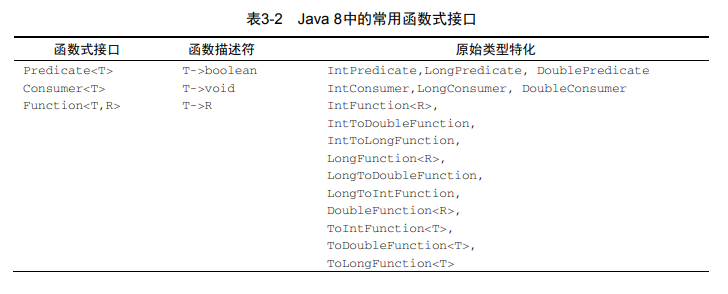 表3-2 Java 8中的常用函数式接口
函数式接口 函数描述符 原始类型特化
Predicate<T> T->boolean IntPredicate,LongPredicate, DoublePredicate
Consumer<T> T->void IntConsumer,LongConsumer, DoubleConsumer
Function<T,R> T->R IntFunction<R>,
IntToDoubleFunction,
IntToLongFunction,
LongFunction<R>,
LongToDoubleFunction,
LongToIntFunction,
DoubleFunction<R>,
ToIntFunction<T>,
ToDoubleFunction<T>,
ToLongFunction<T>